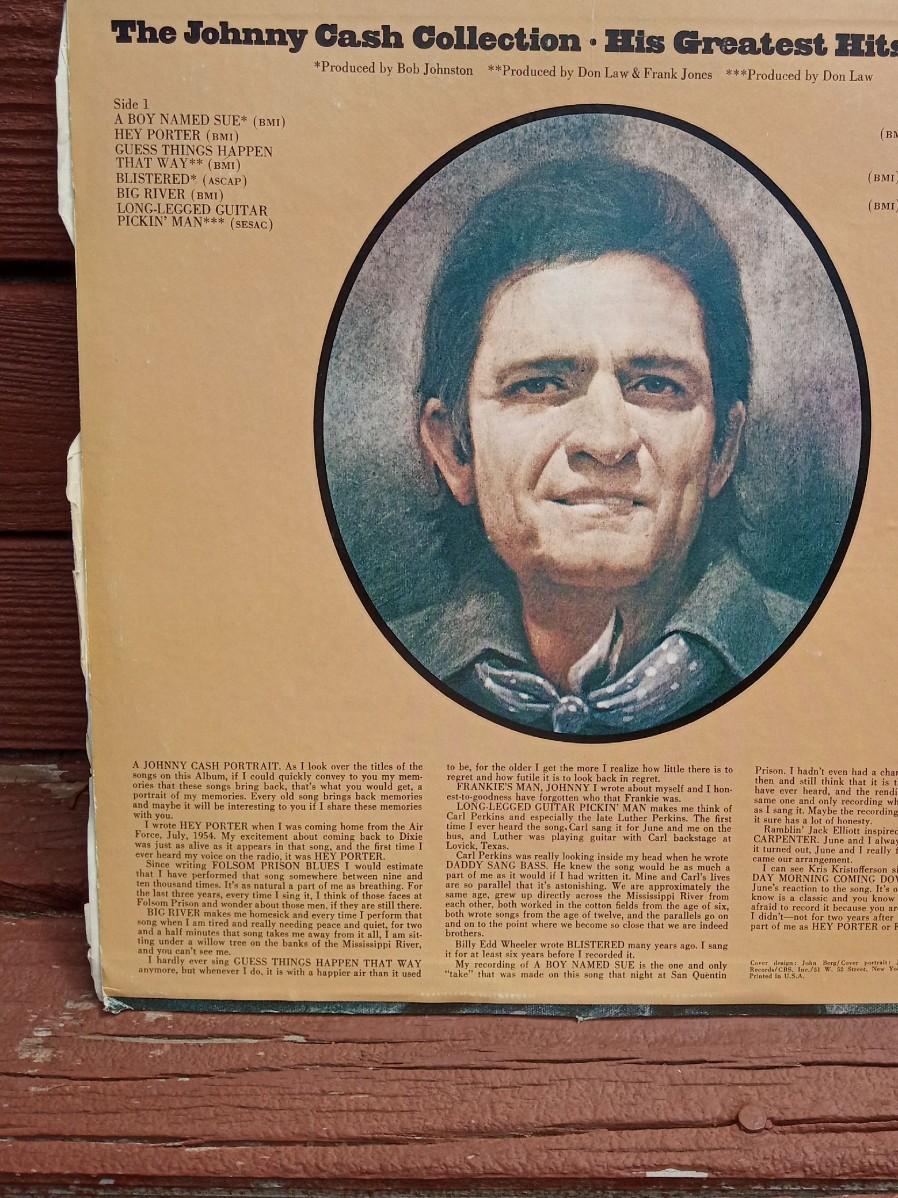 The Johnny Cash Collection · His Greatest Hits
*Produced by Bob Johnston **Produced by Don Law & Frank Jones ***Produced by Don Law
Side 1
A BOY NAMED SUE* (BMI)
HEY PORTER (BMI)
GUESS THINGS HAPPEN
THAT WAY** (BMI)
BLISTERED* (ASCAP)
BIG RIVER (BMI)
LONG-LEGGED GUITAR
PICKIN' MAN*** (SESAC)
(BM
(BMI)
(BMI)
A JOHNNY CASH PORTRAIT. As I look over the titles of the
songs on this Album, if I could quickly convey to you my mem-
ories that these songs bring back, that's what you would get, a
portrait of my memories. Every old song brings back memories
and maybe it will be interesting to you if I share these memories
with you.
I wrote HEY PORTER when I was coming home from the Air
Force, July, 1954. My excitement about coming back to Dixie
was just as alive as it appears in that song, and the first time I
ever heard my voice on the radio, it was HEY PORTER.
Since writing FOLSOM PRISON BLUES I would estimate
that I have performed that song somewhere between nine and
ten thousand times. It's as natural a part of me as breathing. For
the last three years, every time I sing it, I think of those faces at
Folsom Prison and wonder about those men, if they are still there.
BIG RIVER makes me homesick and every time I perform that
song when I am tired and really needing peace and quiet, for two
and a half minutes that song takes me away from it all, I am sit-
ting under a willow tree on the banks of the Mississippi River,
and you can't see me.
I hardly ever sing GUESS THINGS HAPPEN THAT WAY
anymore, but whenever I do, it is with a happier air than it used
to be, for the older I get the more I realize how little there is to
regret and how futile it is to look back in regret.
FRANKIE'S MAN, JOHNNY I wrote about myself and I hon-
est-to-goodness have forgotten who that Frankie was.
LONG-LEGGED GUITAR PICKIN' MAN makes me think of
Carl Perkins and especially the late Luther Perkins. The first
time I ever heard the song, Carl sang it for June and me on the
bus, and Luther was playing guitar with Carl backstage at
Lovick, Texas.
Carl Perkins was really looking inside my head when he wrote
DADDY SANG BASS. He knew the song would be as much a
part of me as it would if I had written it. Mine and Carl's lives
are so parallel that it's astonishing. We are approximately the
same age, grew up directly across the Mississippi River from
each other, both worked in the cotton fields from the age of six,
both wrote songs from the age of twelve, and the parallels go on
and on to the point where we become so close that we are indeed
brothers.
Billy Edd Wheeler wrote BLISTERED many years ago. I sang
it for at least six years before I recorded it.
My recording of A BOY NAMED SUE is the one and only
"take" that was made on this song that night at San Quentin
Prison. I hadn't even had a chan
then and still think that it is t
have ever heard, and the rendi
same one and only recording wh
as I sang it. Maybe the recording
it sure has a lot of honesty.
Ramblin' Jack Elliott inspired
CARPENTER. June and I alway
it turned out, June and I really f
came our arrangement.
I can see Kris Kristofferson si
DAY MORNING COMING DOW
June's reaction to the song. It's o
know is a classic and you know
afraid to record it because you ar
I didn't—not for two years after
part of me as HEY PORTER or F
Cover design: John Berg/Cover portrait:
Records/CBS, Inc./51 W. 52 Street, New Yor
Printed in U.S.A.